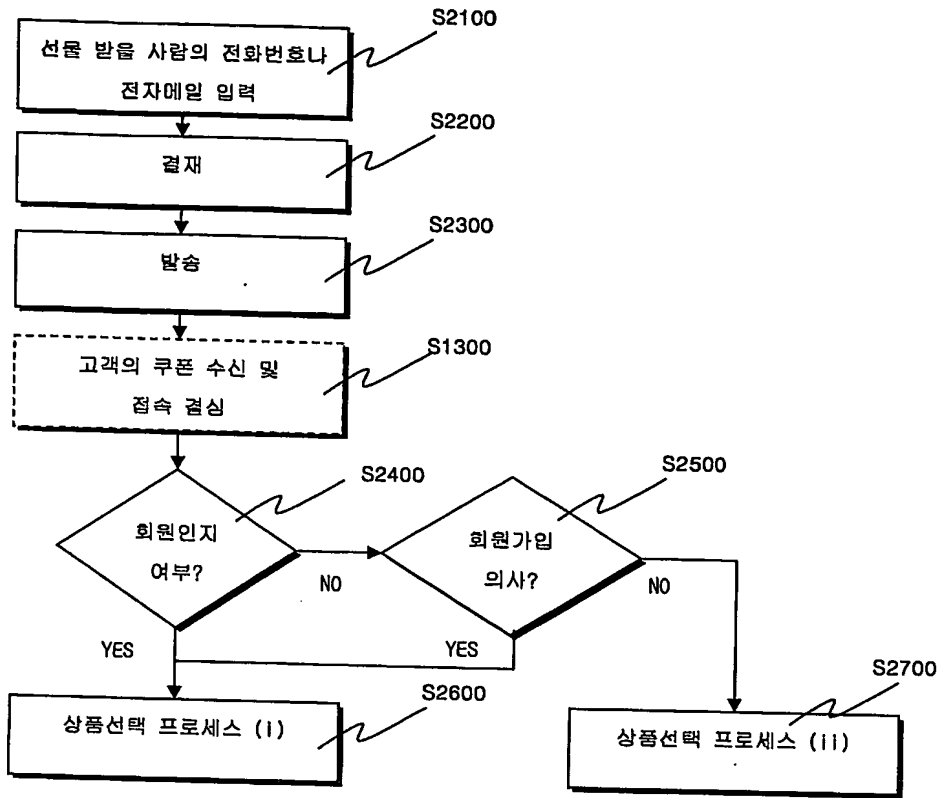 S2100
선물 받을 사람의 전화번호나
전자메일 입력
S2200
결재
S2300
발송
S1300
고객의 쿠폰 수신 및
접속 결심
S2400
회원인지
여부?
S2500
회원가입
의사?
NO
NO
YES
YES
S2600
상품선택 프로세스 (i)
S2700
상품선택 프로세스 (ii)